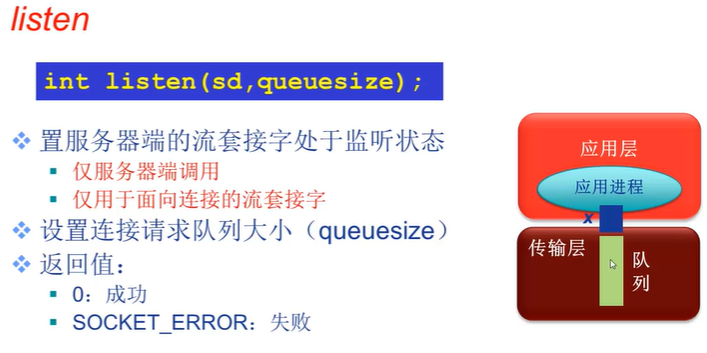 listen
int listen(sd,queuesize);
置服务器端的流套接字处于监听状态
仅服务器端调用
仅用于面向连接的流套接字
设置连接请求队列大小（queuesize）
返回值：
0：成功
SOCKET_ERROR：失败
应用层
应用进程
x
传输层
队
列